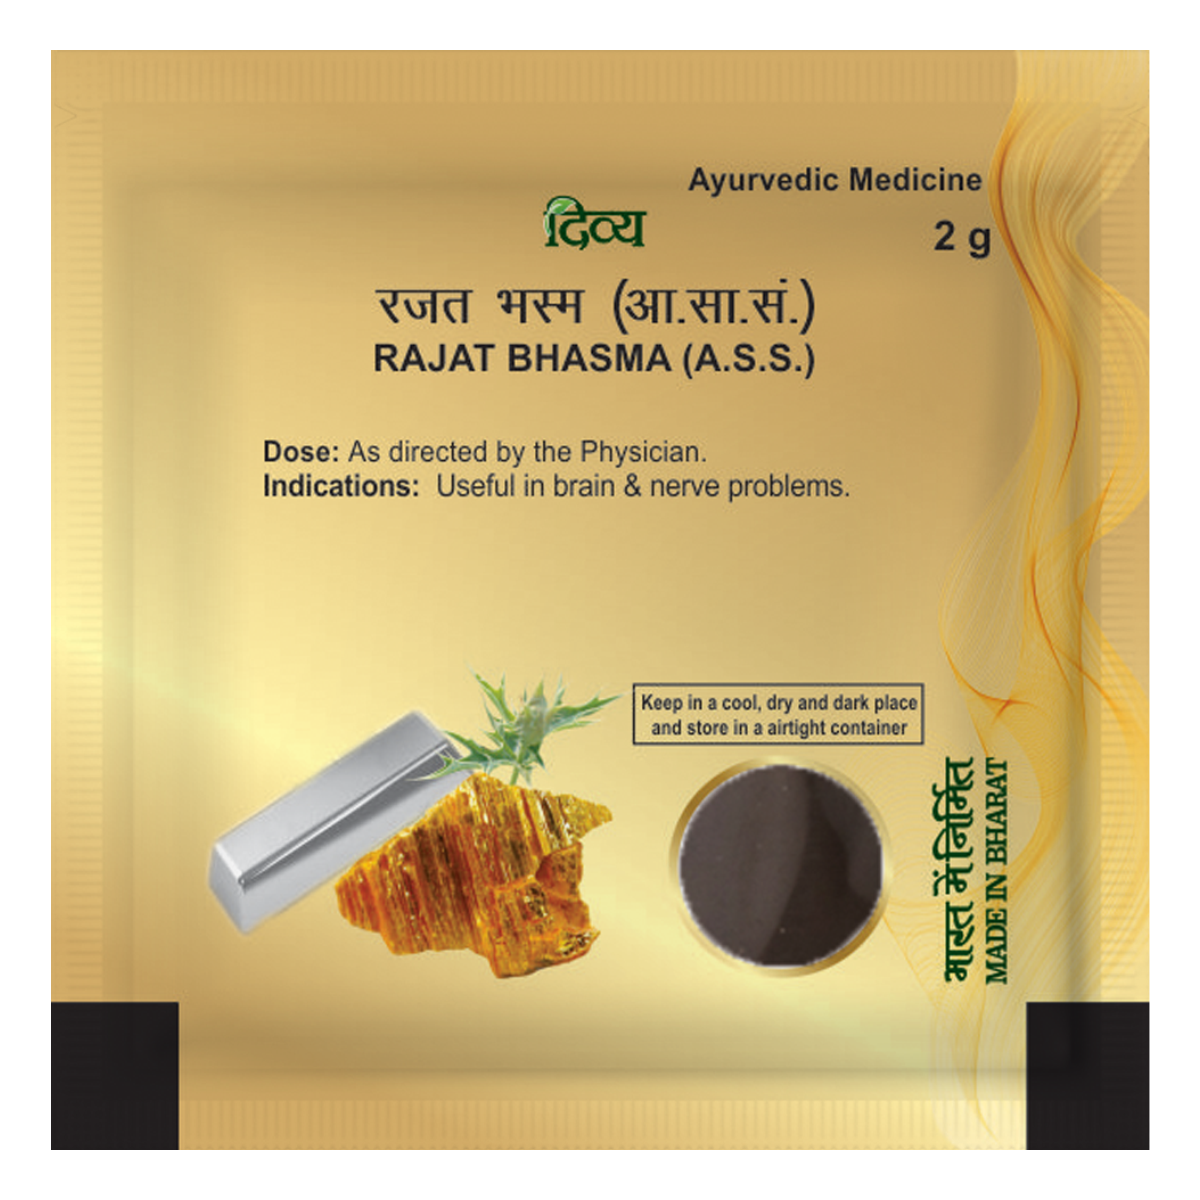 Ayurvedic Medicine
दिव्य
2 g
रजत भस्म (आ.सा.सं.)
RAJAT BHASMA (A.S.S.)
Dose: As directed by the Physician.
Indications: Useful in brain & nerve problems.
Keep in a cool, dry and dark place
and store in a airtight container
भारत में निर्मित
MADE IN BHARAT